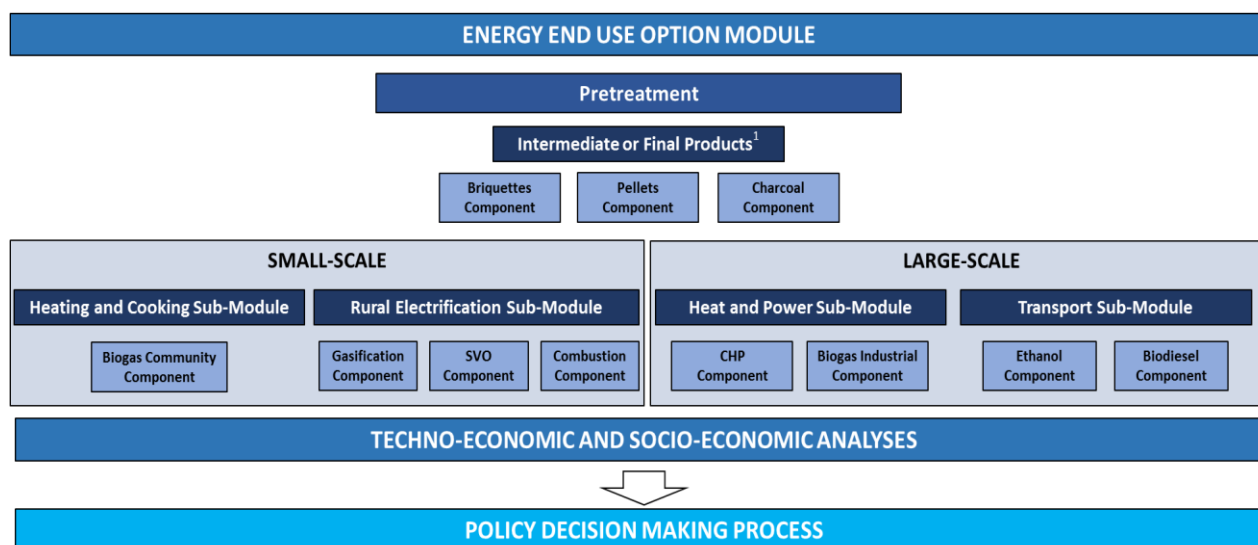 ENERGY END USE OPTION MODULE
Pretreatment
Intermediate or Final Products1
Briquettes
Component
Pellets
Component
Charcoal
Component
SMALL-SCALE
Heating and Cooking Sub-Module
Rural Electrification Sub-Module
Biogas Community
Component
Gasification
Component
SVO
Component
Combustion
Component
LARGE-SCALE
Heat and Power Sub-Module
Transport Sub-Module
CHP
Component
Biogas Industrial
Component
Ethanol
Component
Biodiesel
Component
TECHNO-ECONOMIC AND SOCIO-ECONOMIC ANALYSES
POLICY DECISION MAKING PROCESS